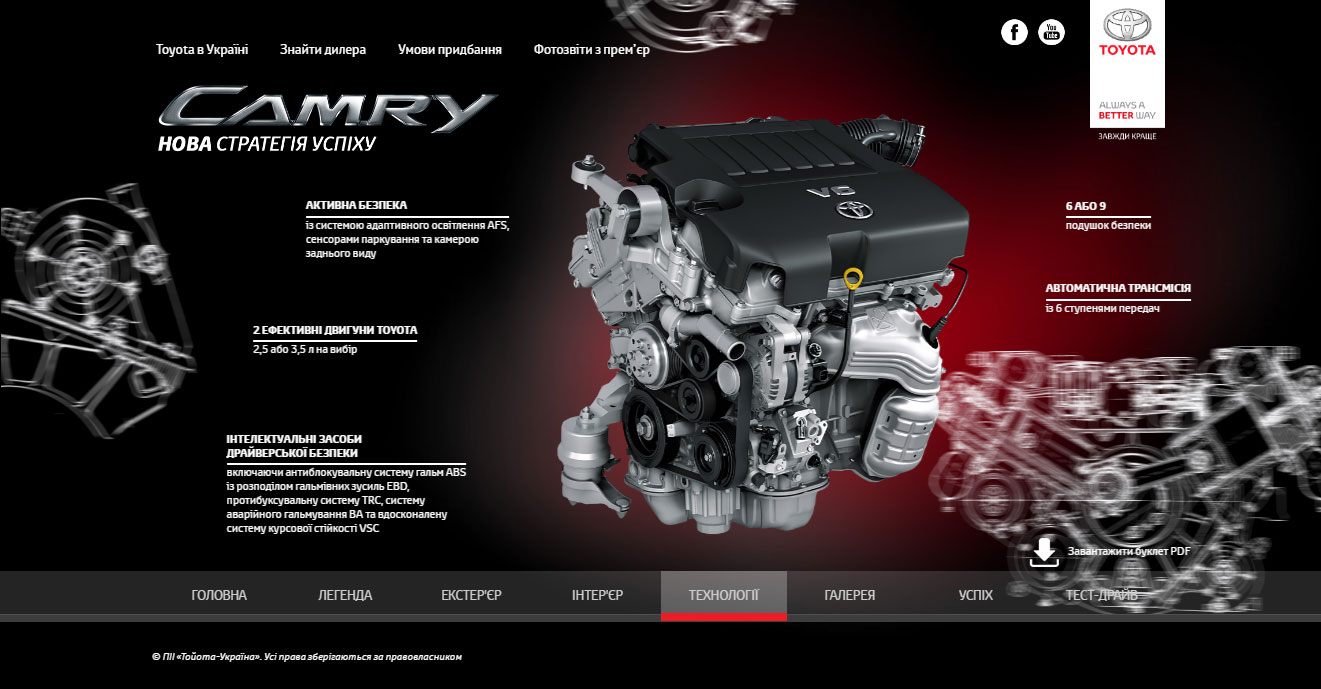 Toyota в Україні
Знайти дилера
Умови придбання
Фотозвіти з прем'єр
f
You Tube
TOYOTA
ALWAYS A
BETTER WAY
ЗАВЖДИ КРАЩЕ
CAMRY
НОВА СТРАТЕГІЯ УСПІХУ
АКТИВНА БЕЗПЕКА
із системою адаптивного освітлення AFS,
сенсорами паркування та камерою
заднього виду
2 ЕФЕКТИВНІ ДВИГУНИ TOYOTA
2,5 або 3,5 л на вибір
ІНТЕЛЕКТУАЛЬНІ ЗАСОБИ
ДРАЙВЕРСЬКОЇ БЕЗПЕКИ
включаючи антиблокувальну систему гальм ABS
із розподілом гальмівних зусиль EBD,
протибуксувальну систему TRC, систему
аварійного гальмування BA та вдосконалену
систему курсової стійкості VSC
V6
6 АБО 9
подушок безпеки
АВТОМАТИЧНА ТРАНСМІСІЯ
із 6 ступенями передач
Завантажити буклет PDF
ГОЛОВНА
ЛЕГЕНДА
ЕКСТЕР'ЄР
ІНТЕР'ЄР
ТЕХНОЛОГІЇ
ГАЛЕРЕЯ
УСПІХ
ТЕСТ-ДРАЙВ
© ПІІ «Тойота-Україна». Усі права зберігаються за правовласником